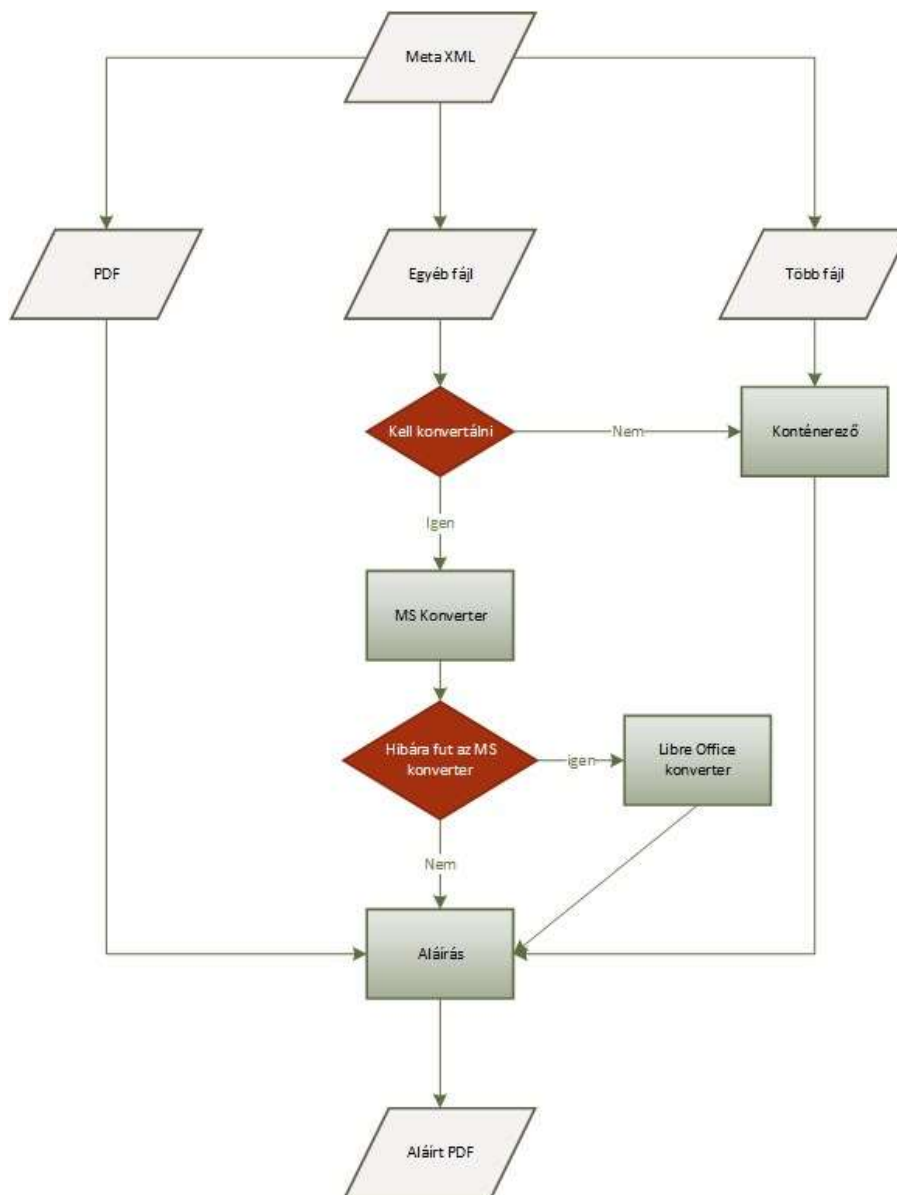 Meta XML
PDF
Egyéb fájl
Több fájl
Kell konvertálni
Nem
Konténerező
Igen
MS Konverter
Hibára fut az MS
konverter
igen
Libre Office
konverter
Nem
Aláírás
Aláírt PDF